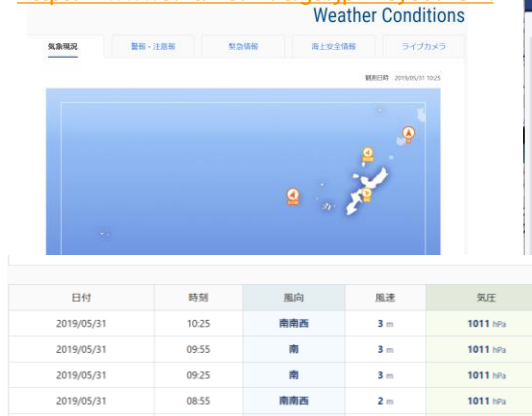 Weather Conditions
気象現況 警報・注意報 緊急情報 海上安全情報 ライブカメラ
観測日時 2019/05/31 10:25
日付 時刻 風向 風速 気圧
2019/05/31 10:25 南南西 3 m 1011 hPa
2019/05/31 09:55 南 3 m 1011 hPa
2019/05/31 09:25 南 3 m 1011 hPa
2019/05/31 08:55 南南西 2 m 1011 hPa